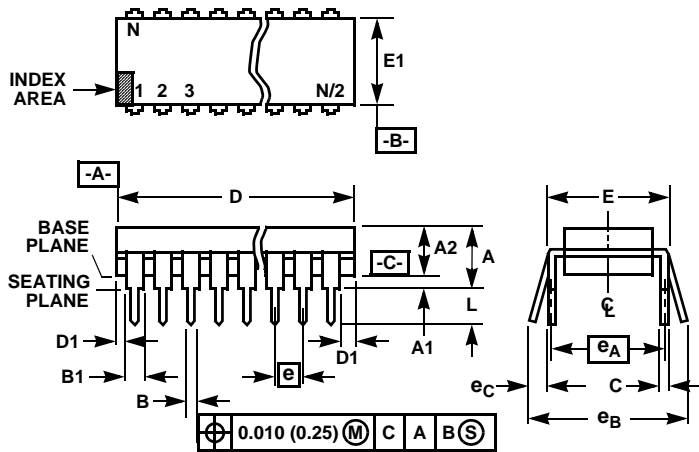 N
E1
INDEX
AREA
1 2 3 N/2
-B-
-A-
D
E
BASE
PLANE
A2
A
-C-
SEATING
PLANE
L
C̲L
D1
B1
B
e
D1
A1
eA
eC
C
eB
0.010 (0.25) Ⓜ C A B Ⓢ